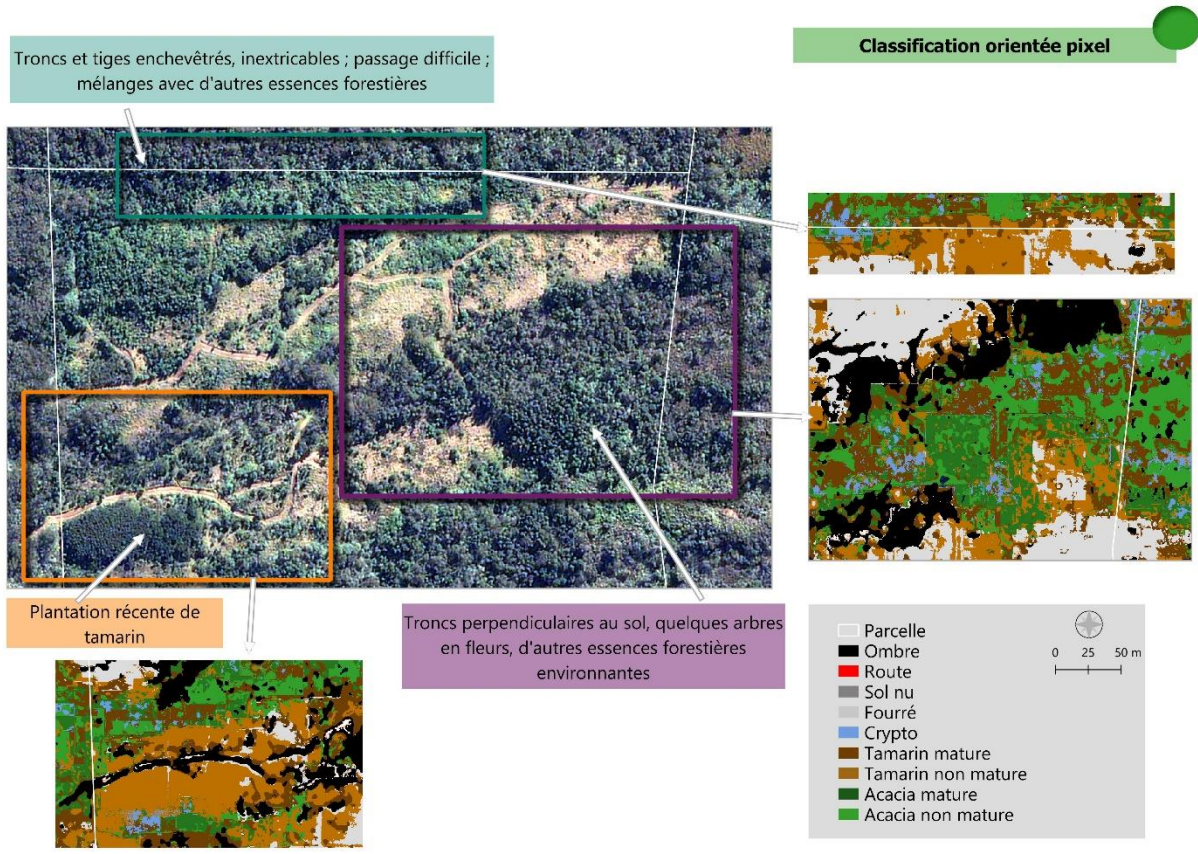 Troncs et tiges enchevêtrés, inextricables ; passage difficile ;
mélanges avec d'autres essences forestières
Classification orientée pixel
Plantation récente de
tamarin
Troncs perpendiculaires au sol, quelques arbres
en fleurs, d'autres essences forestières
environnantes
Parcelle
Ombre
Route
Sol nu
Fourré
Crypto
Tamarin mature
Tamarin non mature
Acacia mature
Acacia non mature
0 25 50 m